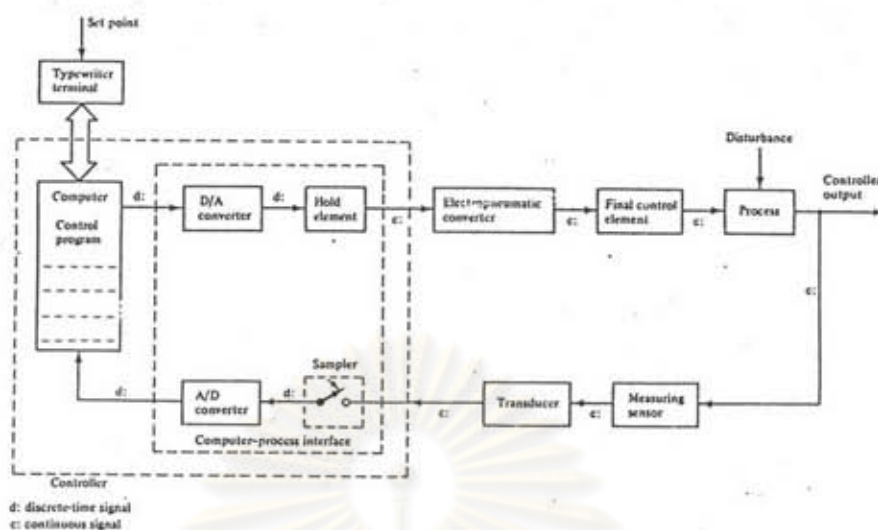 Set point
Typewriter
terminal
Disturbance
Computer
Control
program
d:
D/A
converter
d:
Hold
element
c:
Electropneumatic
converter
c:
Final control
element
c:
Process
Controller
output
c:
Sampler
d:
A/D
converter
d:
c:
Transducer
c:
Measuring
sensor
Computer-process interface
Controller
d: discrete-time signal
c: continuous signal